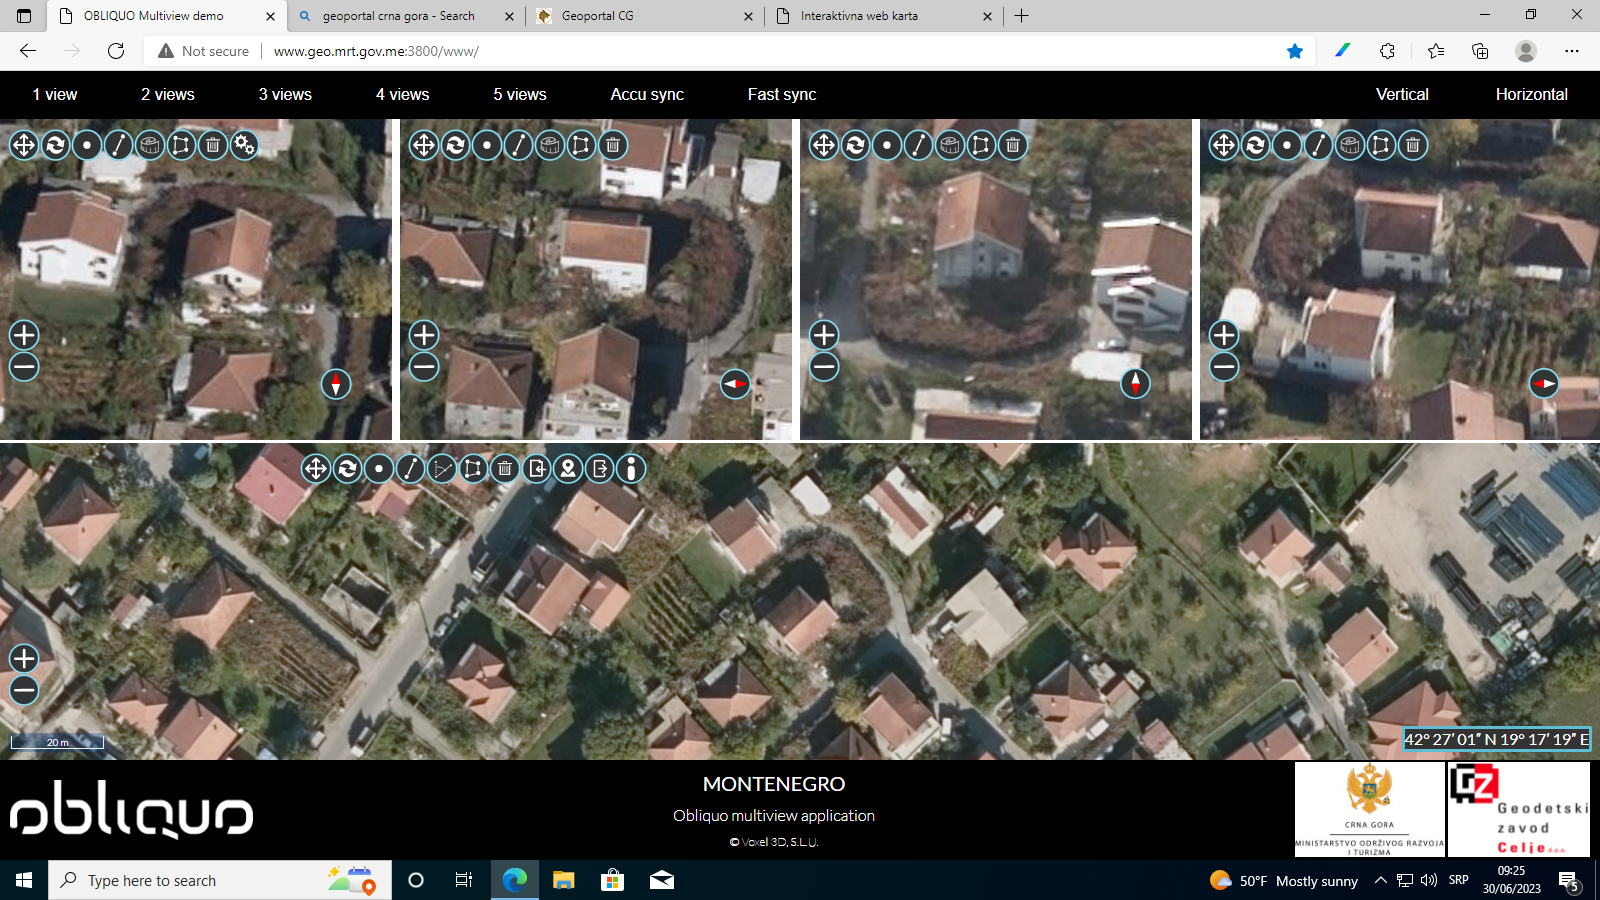 OBLIQUO Multiview demo
geoportal crna gora - Search
Geoportal CG
Interaktivna web karta
Not secure
www.geo.mrt.gov.me:3800/www/
1 view
2 views
3 views
4 views
5 views
Accu sync
Fast sync
Vertical
Horizontal
20 m
42° 27′ 01″ N 19° 17′ 19″ E
obliquo
MONTENEGRO
Obliquo multiview application
© Voxel 3D, S.L.U.
CRNA GORA
MINISTARSTVO ODRŽIVOG RAZVOJA
I TURIZMA
GZ
Geodetski
zavod
Celje d.o.o.
Type here to search
50°F Mostly sunny
SRP
09:25
30/06/2023
5